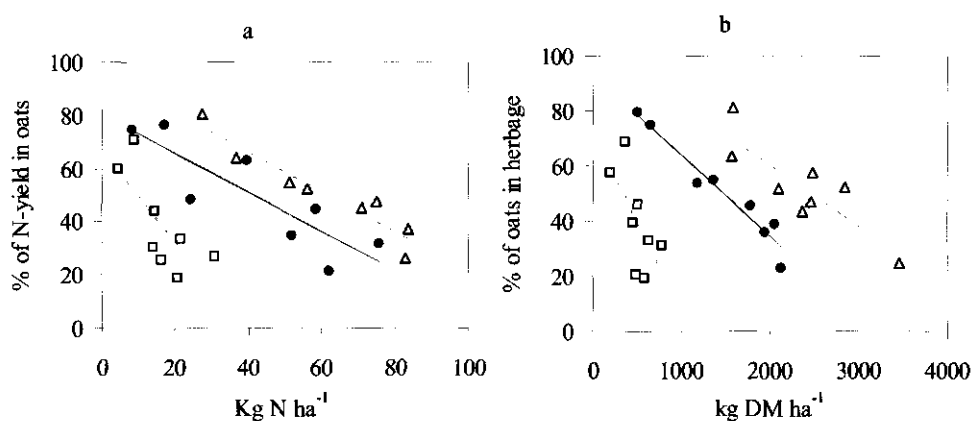 a
100
80
60
40
20
0
% of N-yield in oats
0 20 40 60 80 100
Kg N ha⁻¹
b
100
80
60
40
20
0
% of oats in herbage
0 1000 2000 3000 4000
kg DM ha⁻¹